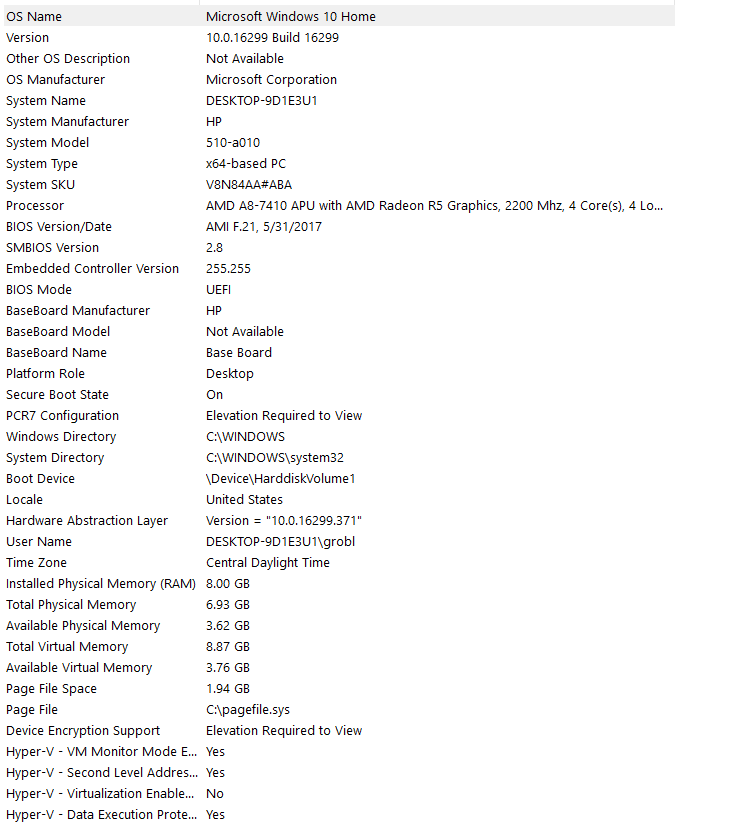 OS Name Microsoft Windows 10 Home
Version 10.0.16299 Build 16299
Other OS Description Not Available
OS Manufacturer Microsoft Corporation
System Name DESKTOP-9D1E3U1
System Manufacturer HP
System Model 510-a010
System Type x64-based PC
System SKU V8N84AA#ABA
Processor AMD A8-7410 APU with AMD Radeon R5 Graphics, 2200 Mhz, 4 Core(s), 4 Lo...
BIOS Version/Date AMI F.21, 5/31/2017
SMBIOS Version 2.8
Embedded Controller Version 255.255
BIOS Mode UEFI
BaseBoard Manufacturer HP
BaseBoard Model Not Available
BaseBoard Name Base Board
Platform Role Desktop
Secure Boot State On
PCR7 Configuration Elevation Required to View
Windows Directory C:\WINDOWS
System Directory C:\WINDOWS\system32
Boot Device \Device\HarddiskVolume1
Locale United States
Hardware Abstraction Layer Version = "10.0.16299.371"
User Name DESKTOP-9D1E3U1\grobl
Time Zone Central Daylight Time
Installed Physical Memory (RAM) 8.00 GB
Total Physical Memory 6.93 GB
Available Physical Memory 3.62 GB
Total Virtual Memory 8.87 GB
Available Virtual Memory 3.76 GB
Page File Space 1.94 GB
Page File C:\pagefile.sys
Device Encryption Support Elevation Required to View
Hyper-V - VM Monitor Mode E... Yes
Hyper-V - Second Level Addres... Yes
Hyper-V - Virtualization Enable... No
Hyper-V - Data Execution Prote... Yes